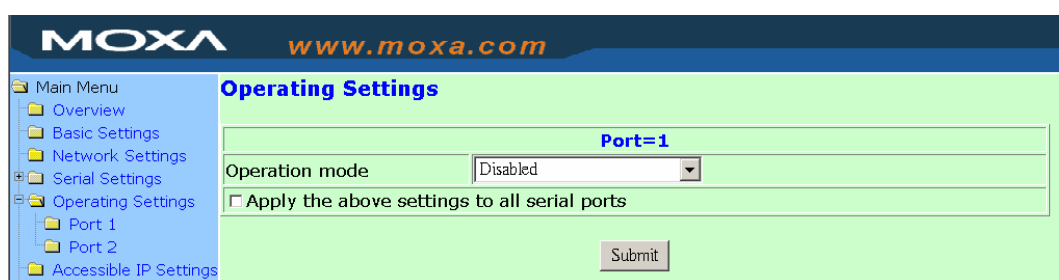 MOXA www.moxa.com
Main Menu
Overview
Basic Settings
Network Settings
Serial Settings
Operating Settings
Port 1
Port 2
Accessible IP Settings
Operating Settings
Port=1
Operation mode Disabled
Apply the above settings to all serial ports
Submit